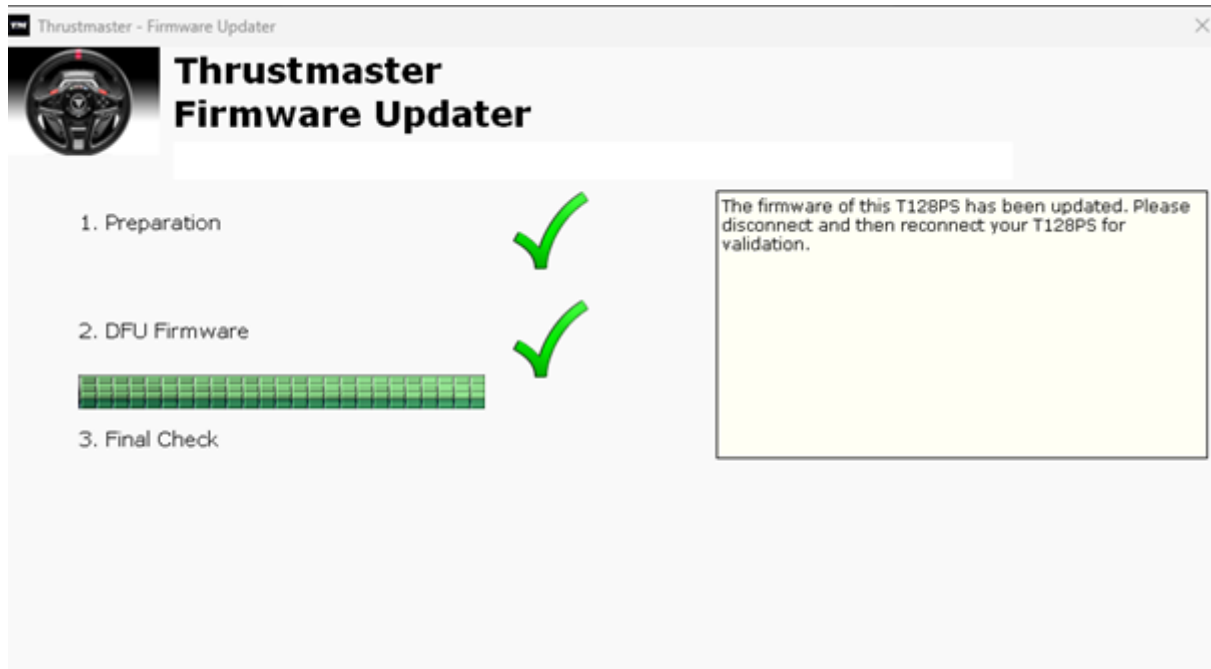 Thrustmaster - Firmware Updater
Thrustmaster
Firmware Updater
1. Preparation
The firmware of this T128PS has been updated. Please
disconnect and then reconnect your T128PS for
validation.
2. DFU Firmware
3. Final Check